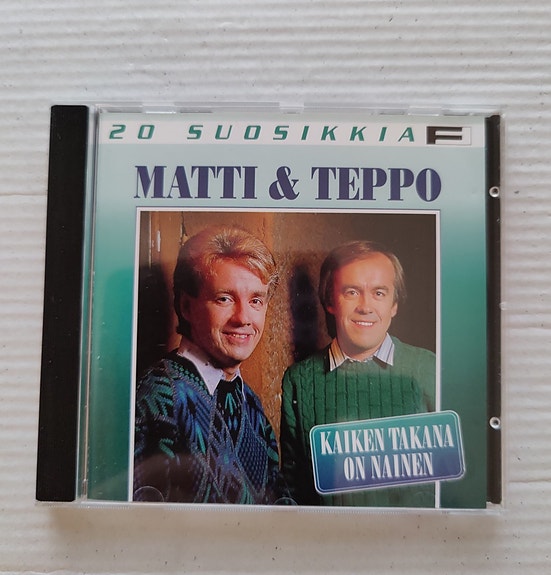 20 SUOSIKKIA F
MATTI & TEPPO
KAIKEN TAKANA
ON NAINEN